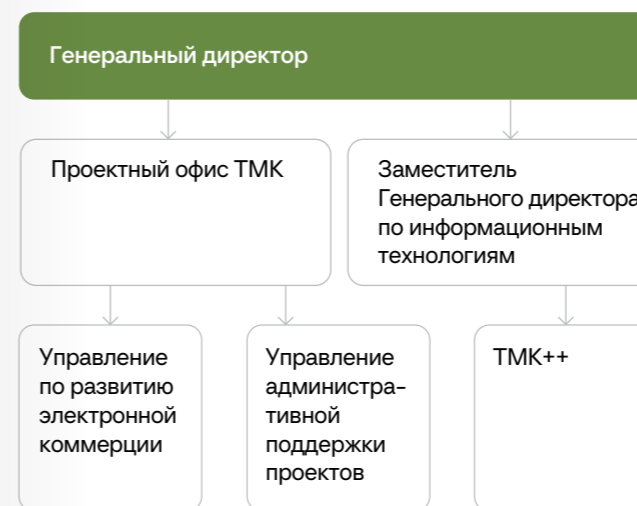 Генеральный директор
Проектный офис ТМК
Заместитель
Генерального директора
по информационным
технологиям
Управление
по развитию
электронной
коммерции
Управление
администра-
тивной
поддержки
проектов
ТМК++